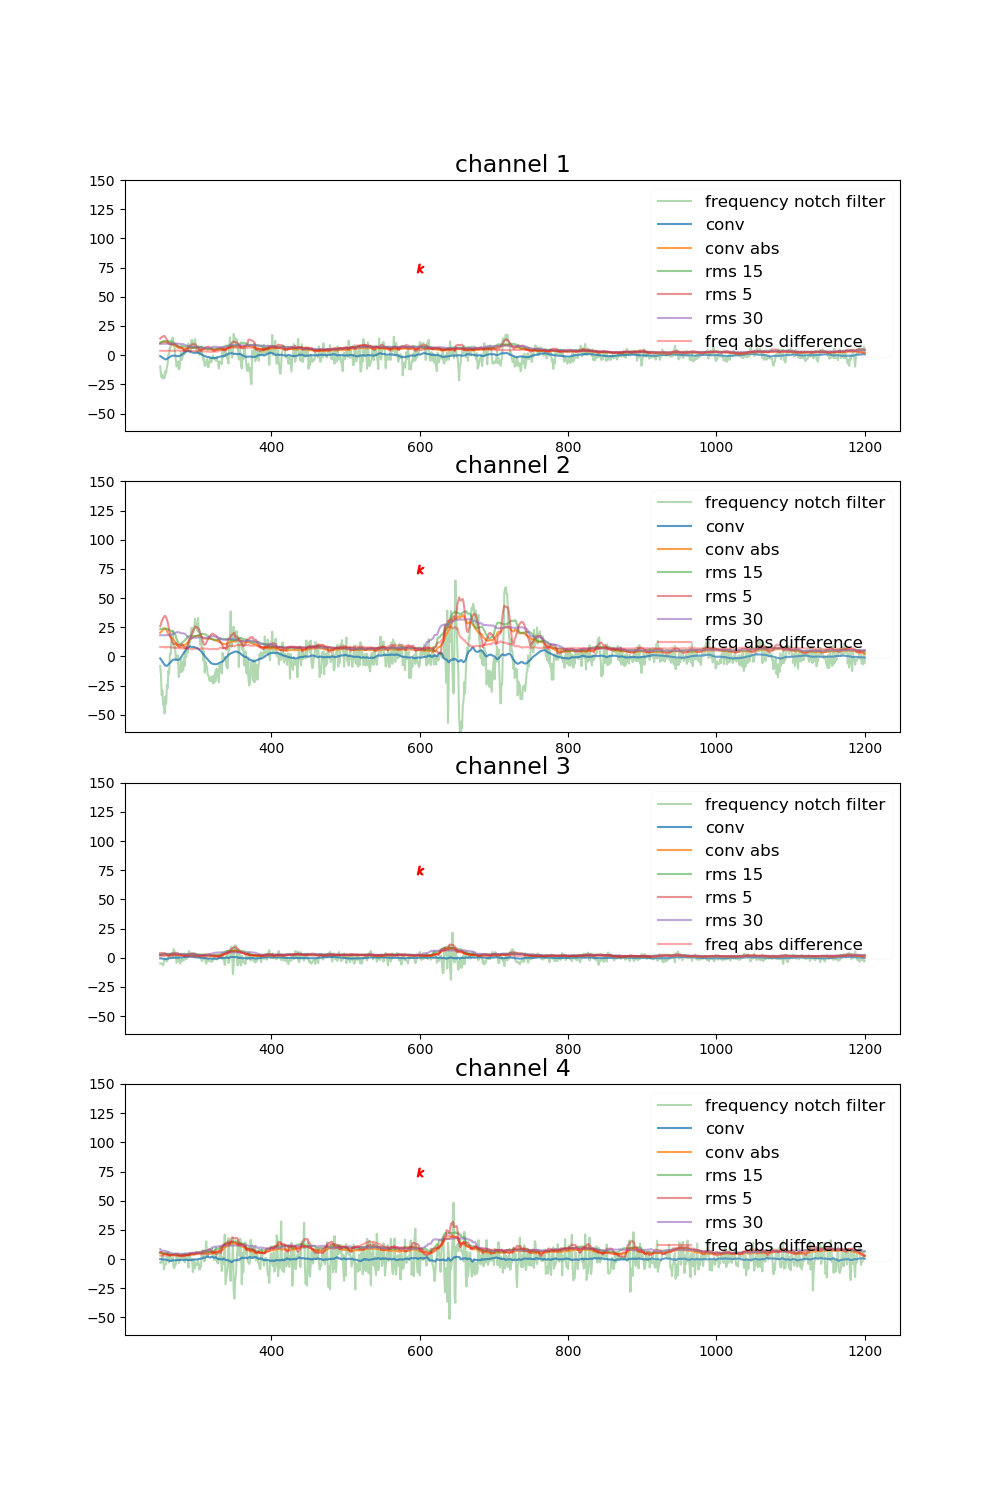 channel 1
150
125
100
75
50
25
0
−25
−50
k
frequency notch filter
conv
conv abs
rms 15
rms 5
rms 30
freq abs difference
400 600 800 1000 1200
channel 2
150
125
100
75
50
25
0
−25
−50
k
frequency notch filter
conv
conv abs
rms 15
rms 5
rms 30
freq abs difference
400 600 800 1000 1200
channel 3
150
125
100
75
50
25
0
−25
−50
k
frequency notch filter
conv
conv abs
rms 15
rms 5
rms 30
freq abs difference
400 600 800 1000 1200
channel 4
150
125
100
75
50
25
0
−25
−50
k
frequency notch filter
conv
conv abs
rms 15
rms 5
rms 30
freq abs difference
400 600 800 1000 1200